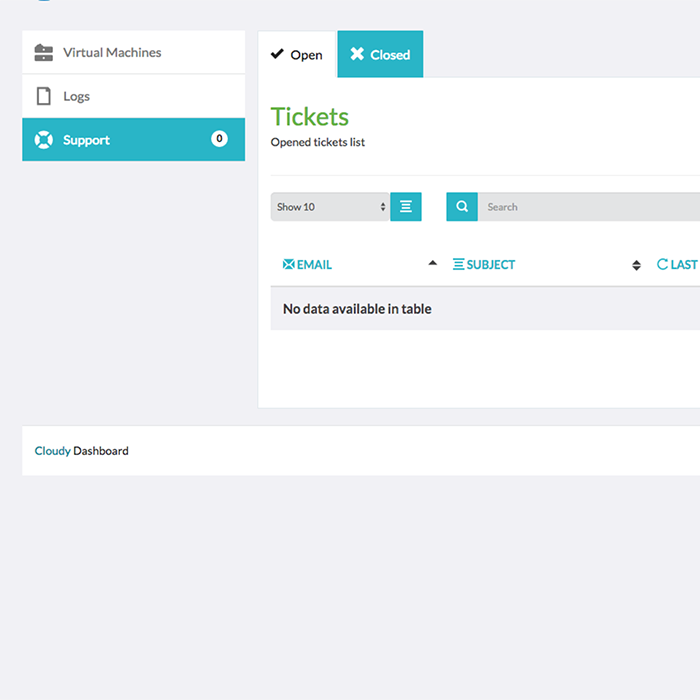 Virtual Machines
Logs
Support 0
Open Closed
Tickets
Opened tickets list
Show 10 Search
EMAIL SUBJECT LAST
No data available in table
Cloudy Dashboard